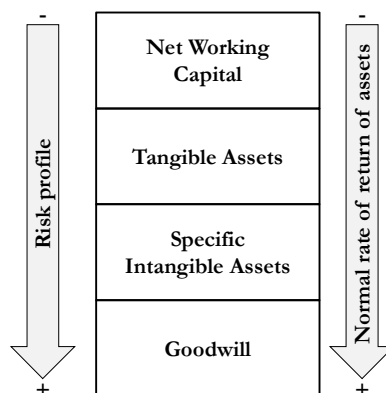 -
Risk profile
+
Net Working
Capital
Tangible Assets
Specific
Intangible Assets
Goodwill
-
Normal rate of return of assets
+